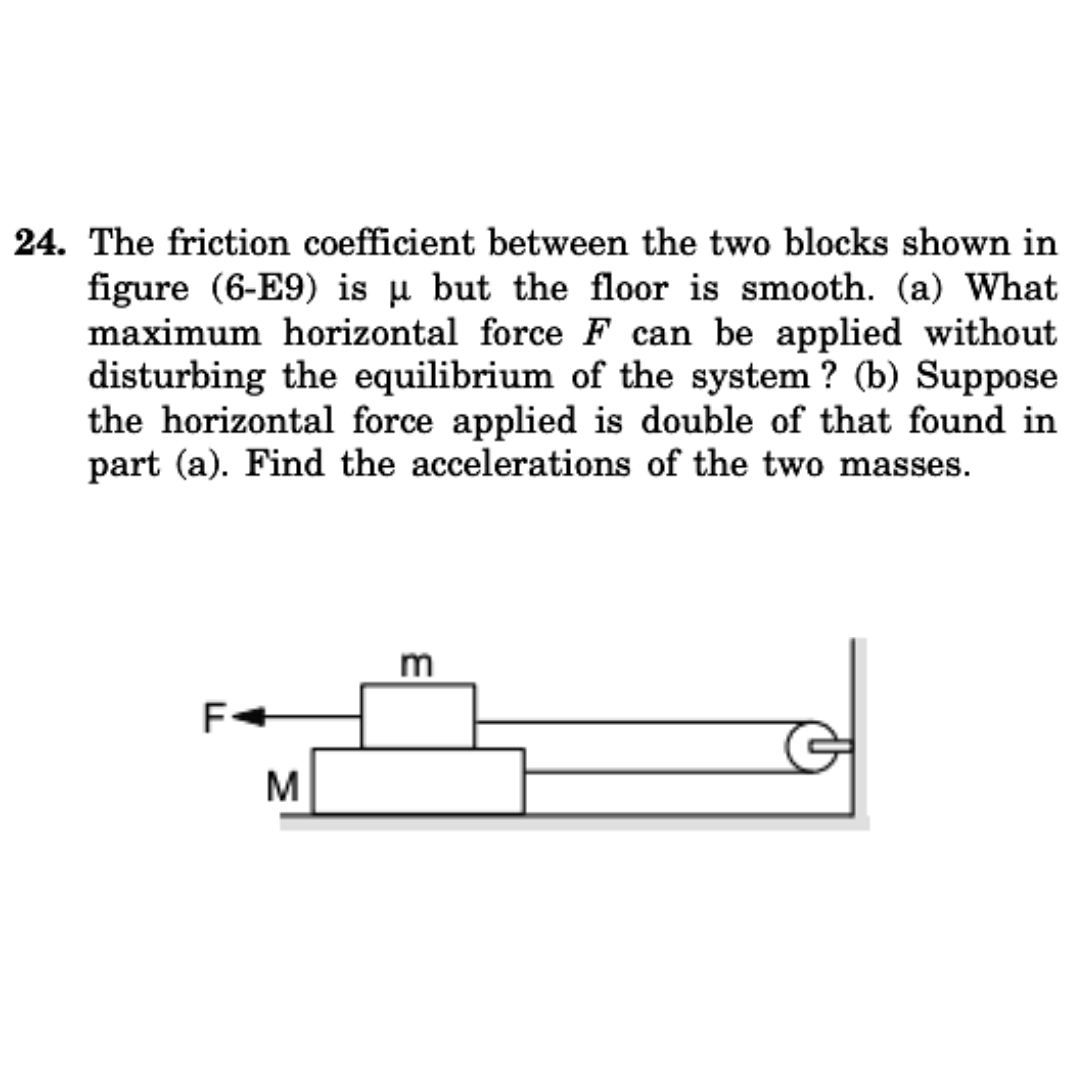 24. The friction coefficient between the two blocks shown in
figure (6-E9) is μ but the floor is smooth. (a) What
maximum horizontal force F can be applied without
disturbing the equilibrium of the system ? (b) Suppose
the horizontal force applied is double of that found in
part (a). Find the accelerations of the two masses.
m
F
M